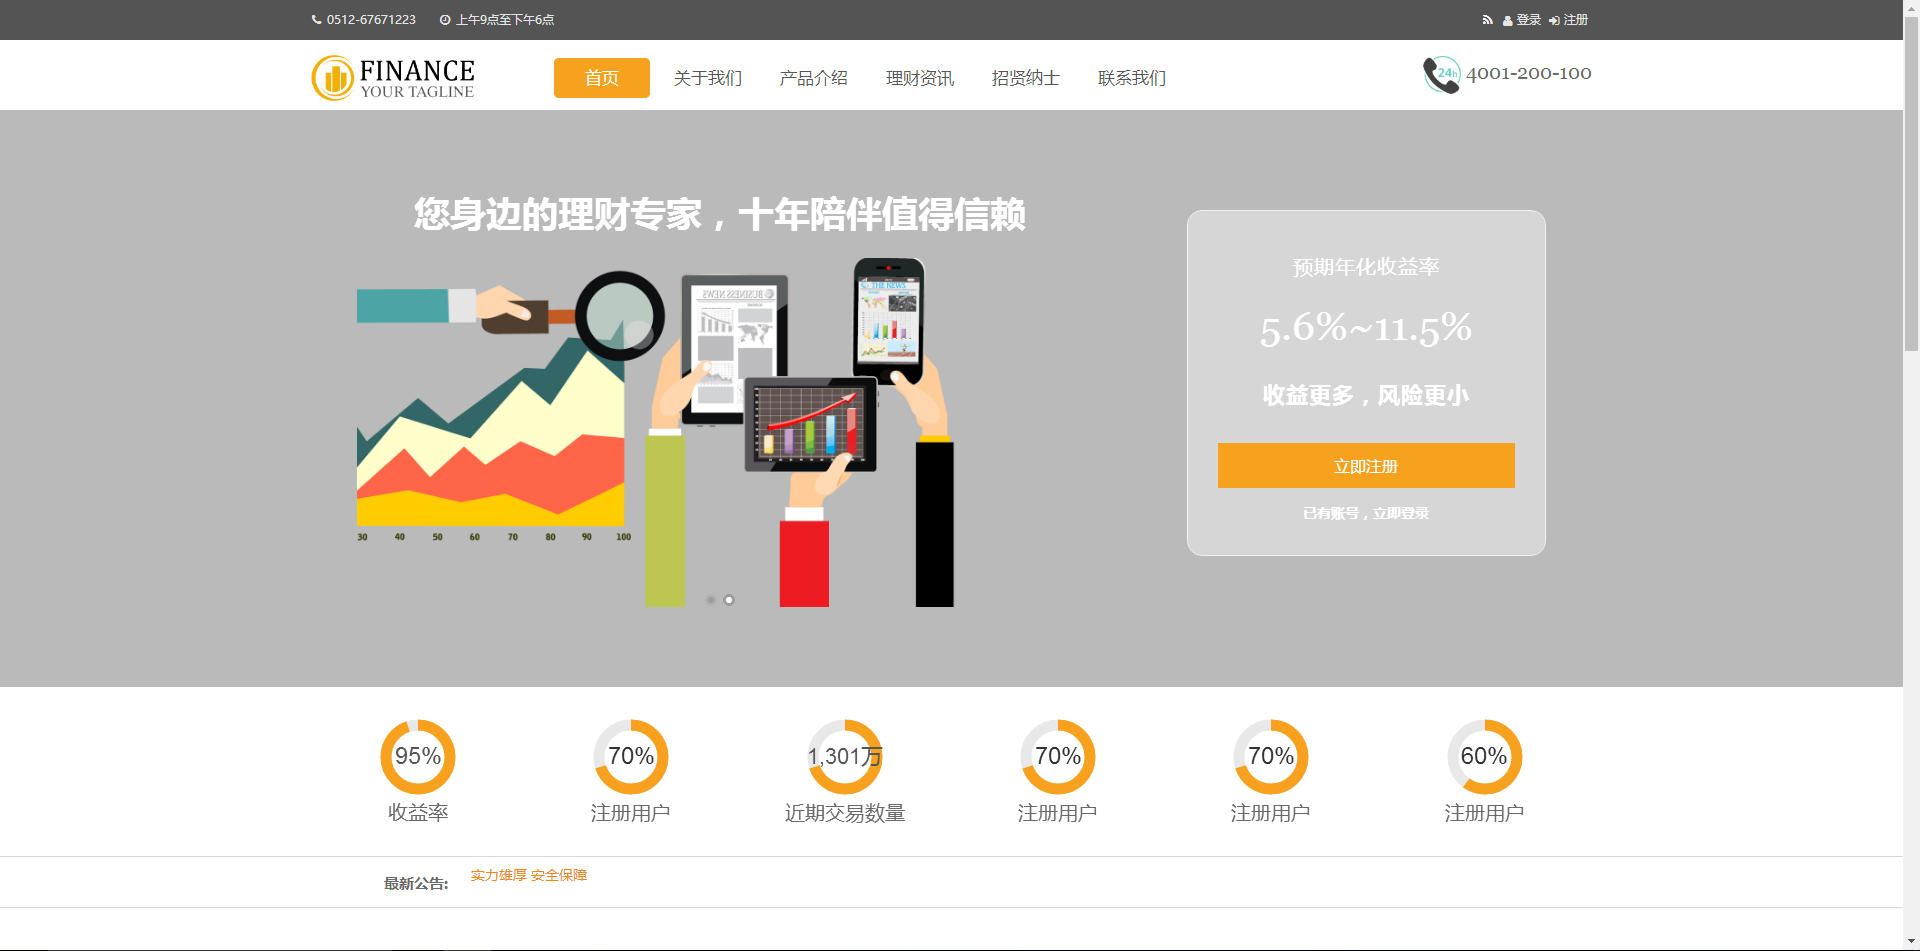 0512-67671223 上午9点至下午6点 登录 注册
FINANCE
YOUR TAGLINE
首页 关于我们 产品介绍 理财资讯 招贤纳士 联系我们
24h 4001-200-100
您身边的理财专家，十年陪伴值得信赖
BUSINESS NEWS
THE NEWS
30 40 50 60 70 80 90 100
预期年化收益率
5.6%~11.5%
收益更多，风险更小
立即注册
已有账号，立即登录
95% 70% 1,301万 70% 70% 60%
收益率 注册用户 近期交易数量 注册用户 注册用户 注册用户
最新公告: 实力雄厚 安全保障